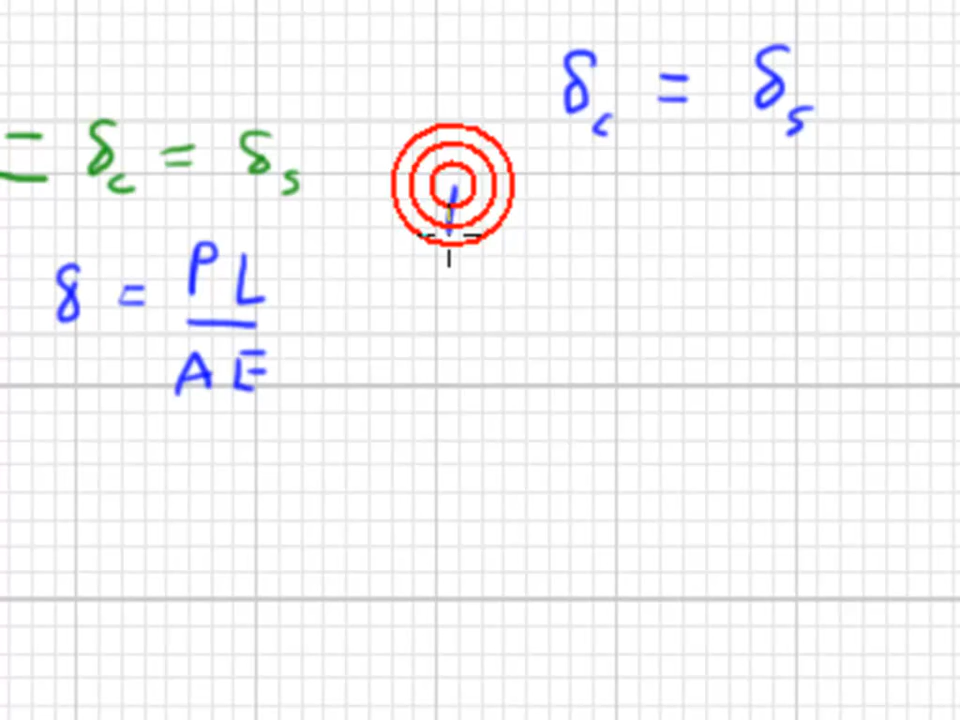 δc = δs
= δc = δs
δ = PL
AE